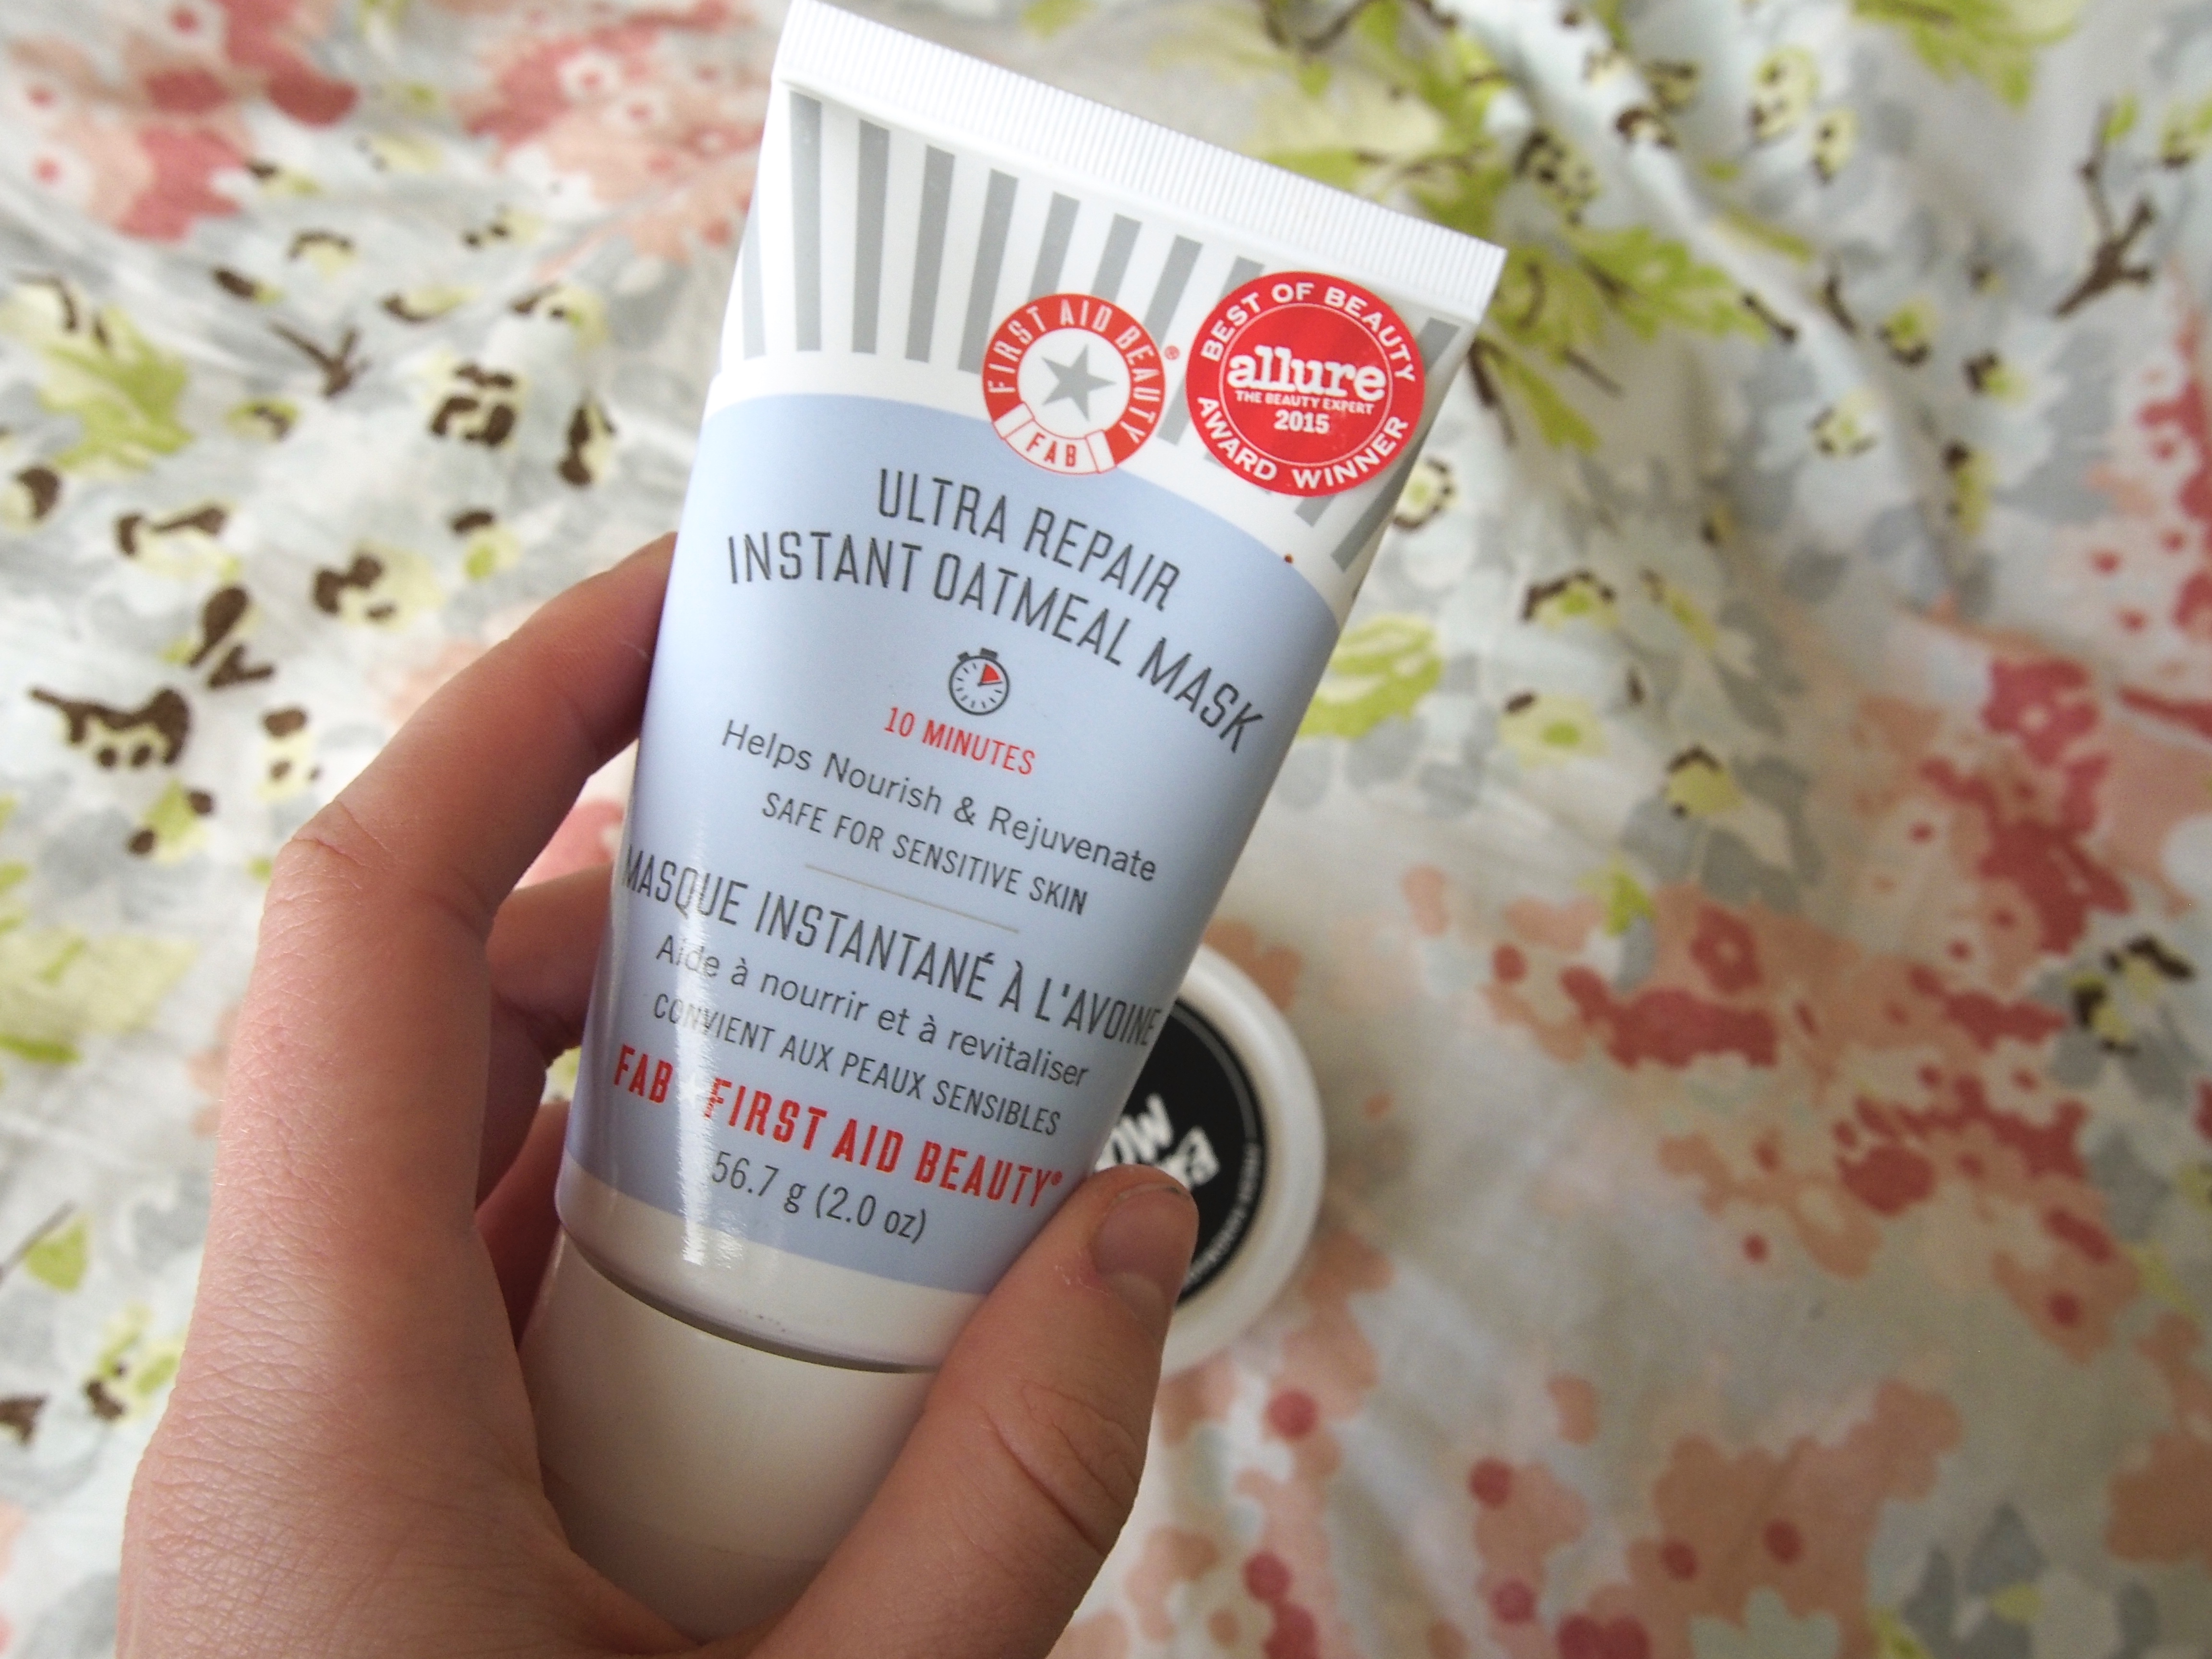 FIRST AID BEAUTY®
FAB
BEST OF BEAUTY
allure
THE BEAUTY EXPERT
2015
AWARD WINNER
ULTRA REPAIR
INSTANT OATMEAL MASK
10 MINUTES
Helps Nourish & Rejuvenate
SAFE FOR SENSITIVE SKIN
MASQUE INSTANTANÉ À L'AVOINE
Aide à nourrir et à revitaliser
CONVIENT AUX PEAUX SENSIBLES
FAB FIRST AID BEAUTY®
56.7 g (2.0 oz)